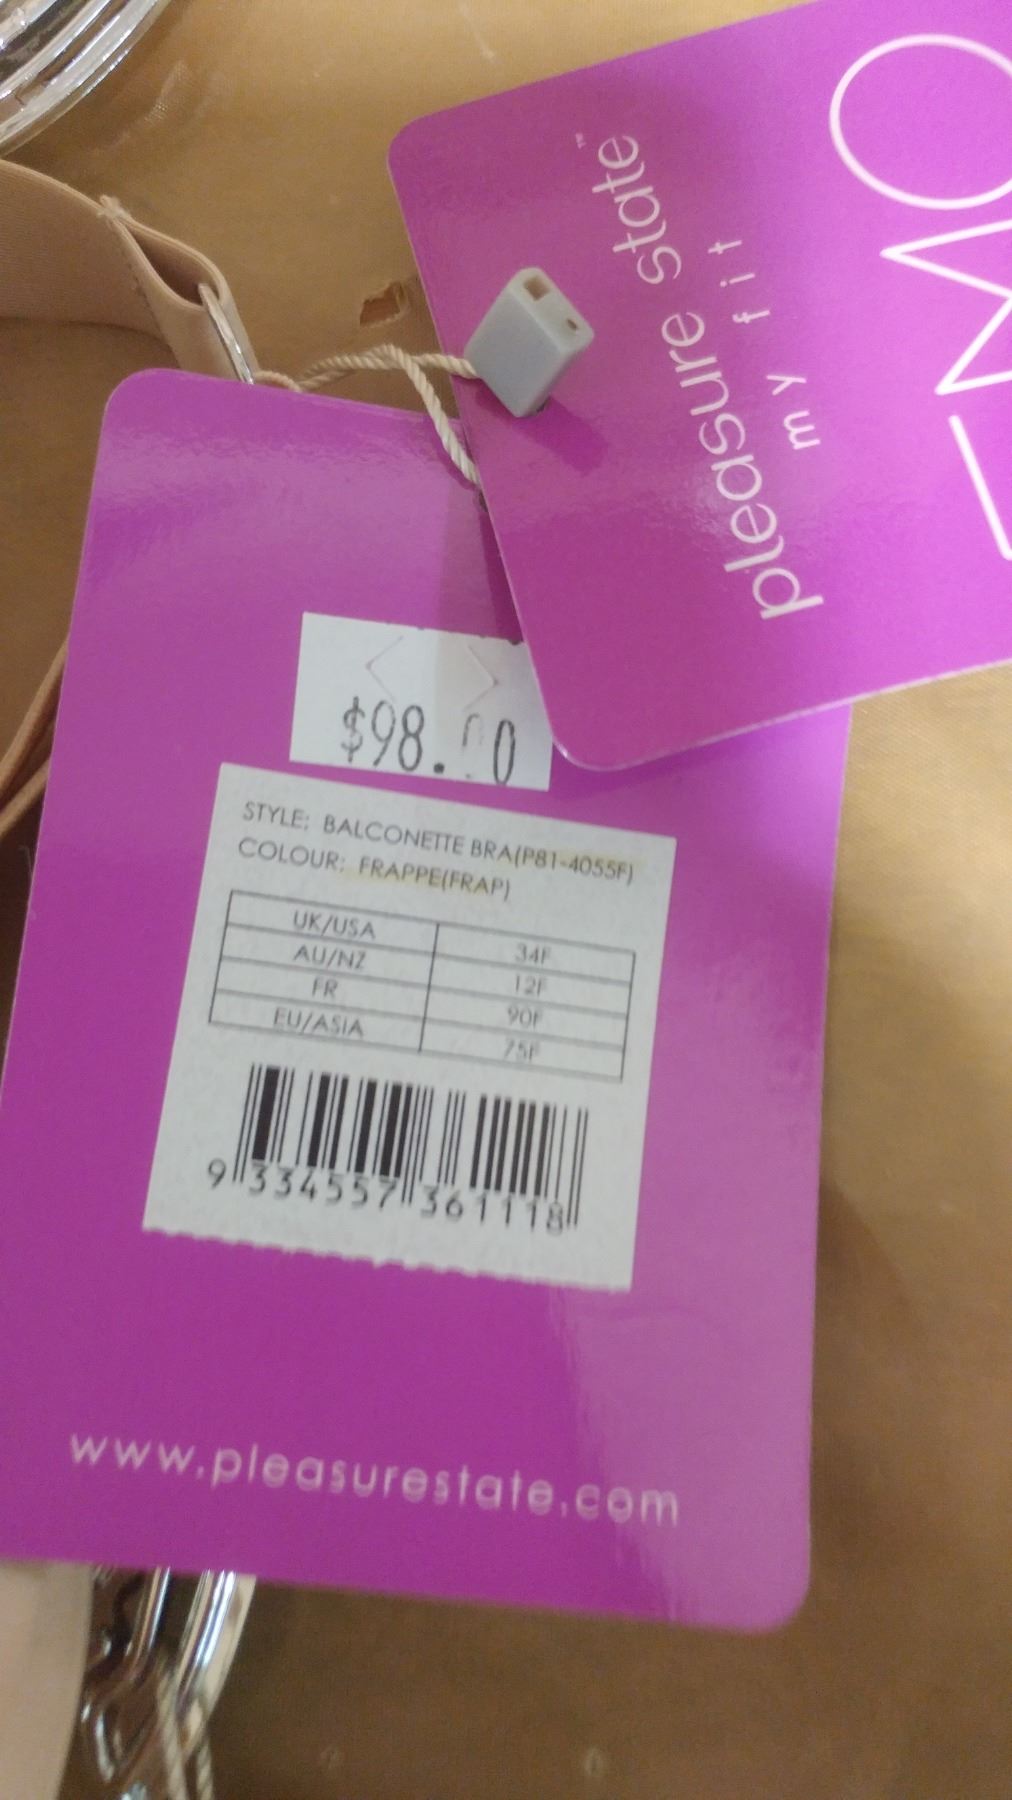 pleasure state™
my fit
$98.00
STYLE: BALCONETTE BRA(P81-4055F)
COLOUR: FRAPPE(FRAP)
UK/USA 34F
AU/NZ 12F
FR 90F
EU/ASIA 75F
9 334557 361118
www.pleasurestate.com